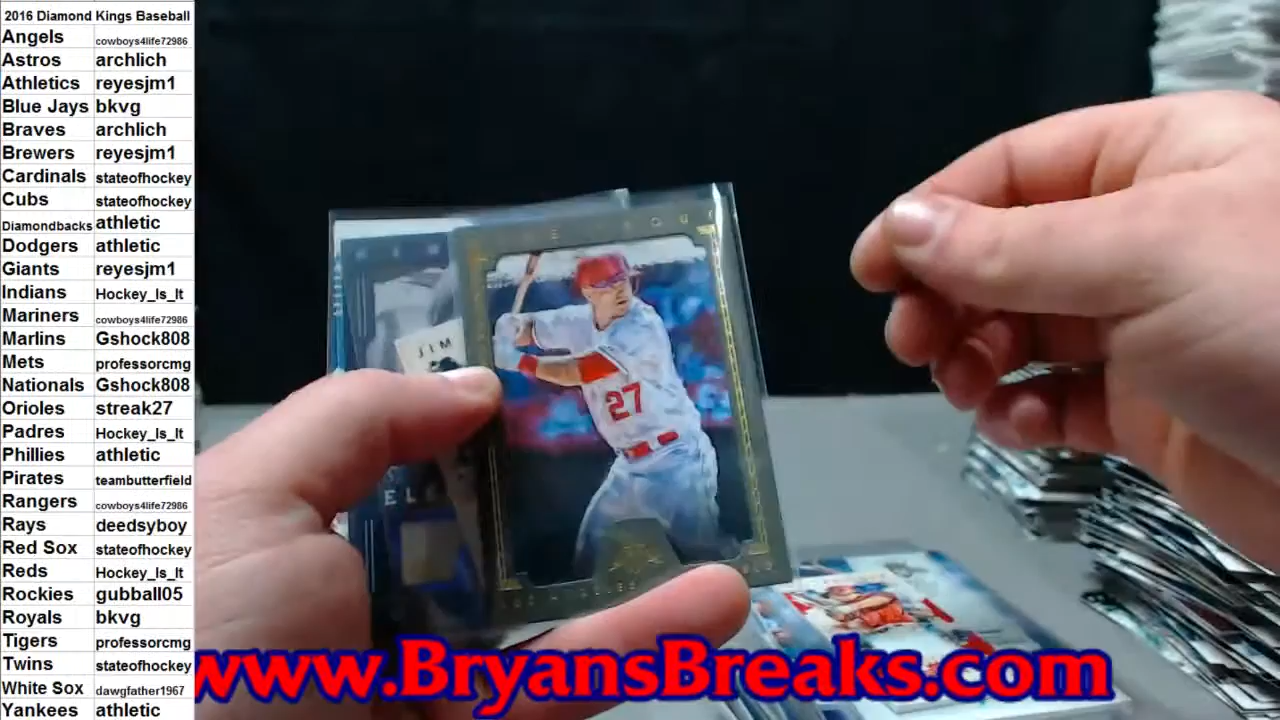 2016 Diamond Kings Baseball
Angels cowboys4life72986
Astros archlich
Athletics reyesjm1
Blue Jays bkvg
Braves archlich
Brewers reyesjm1
Cardinals stateofhockey
Cubs stateofhockey
Diamondbacks athletic
Dodgers athletic
Giants reyesjm1
Indians Hockey_Is_It
Mariners cowboys4life72986
Marlins Gshock808
Mets professorcmg
Nationals Gshock808
Orioles streak27
Padres Hockey_Is_It
Phillies athletic
Pirates teambutterfield
Rangers cowboys4life72986
Rays deedsyboy
Red Sox stateofhockey
Reds Hockey_Is_It
Rockies gubball05
Royals bkvg
Tigers professorcmg
Twins stateofhockey
White Sox dawgfather1967
Yankees athletic
JIM
27
www.BryansBreaks.com